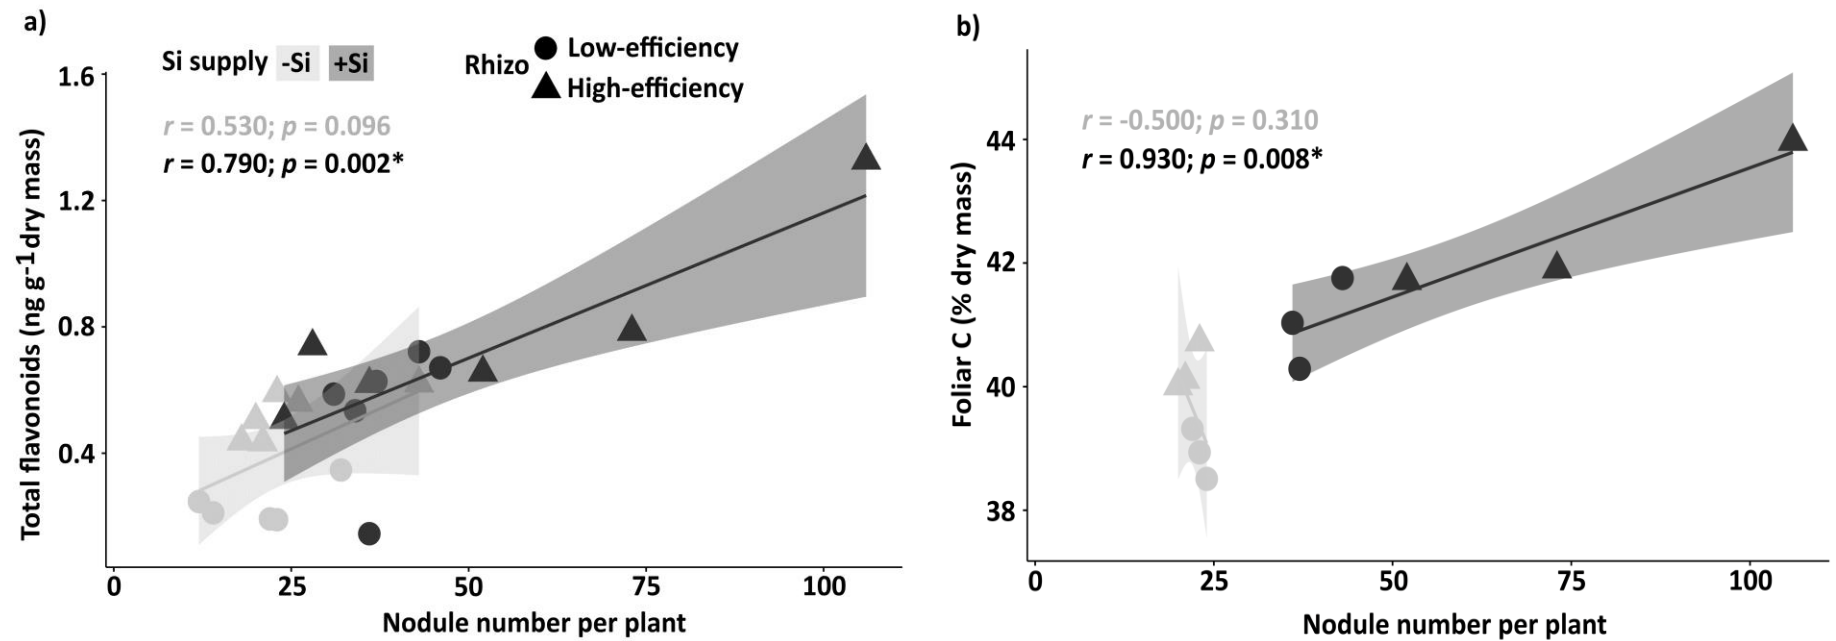 a)
Si supply -Si +Si
Rhizo
Low-efficiency
High-efficiency
r = 0.530; p = 0.096
r = 0.790; p = 0.002*
Total flavonoids (ng g-1 dry mass)
1.6
1.2
0.8
0.4
0 25 50 75 100
Nodule number per plant
b)
r = -0.500; p = 0.310
r = 0.930; p = 0.008*
Foliar C (% dry mass)
44
42
40
38
0 25 50 75 100
Nodule number per plant